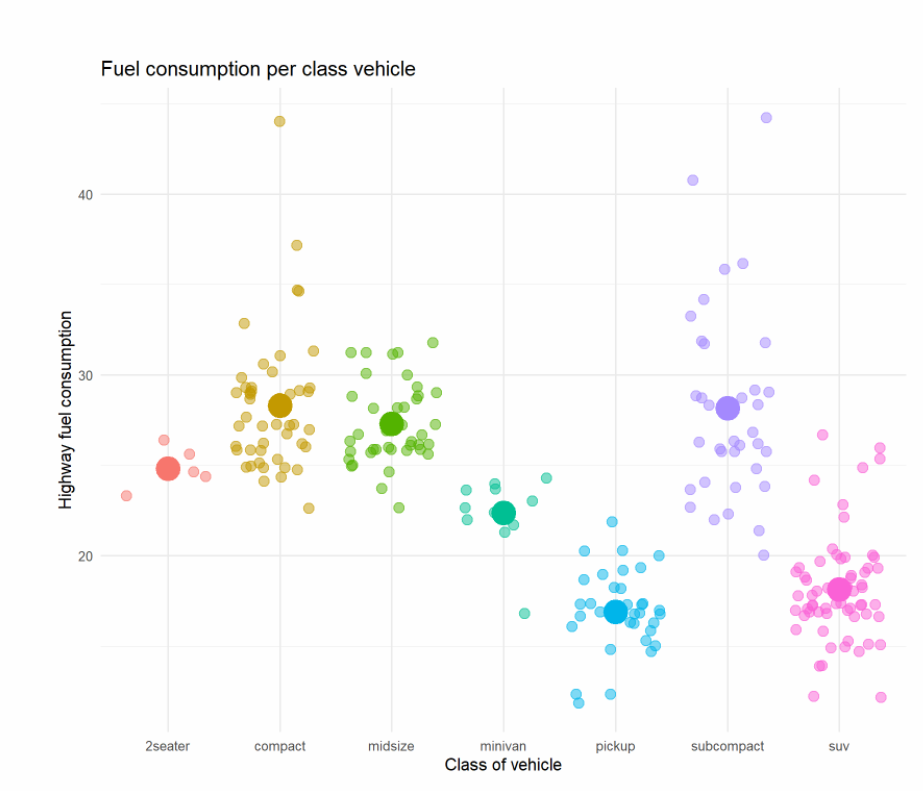 Fuel consumption per class vehicle
Highway fuel consumption
40
30
20
2seater compact midsize minivan pickup subcompact suv
Class of vehicle